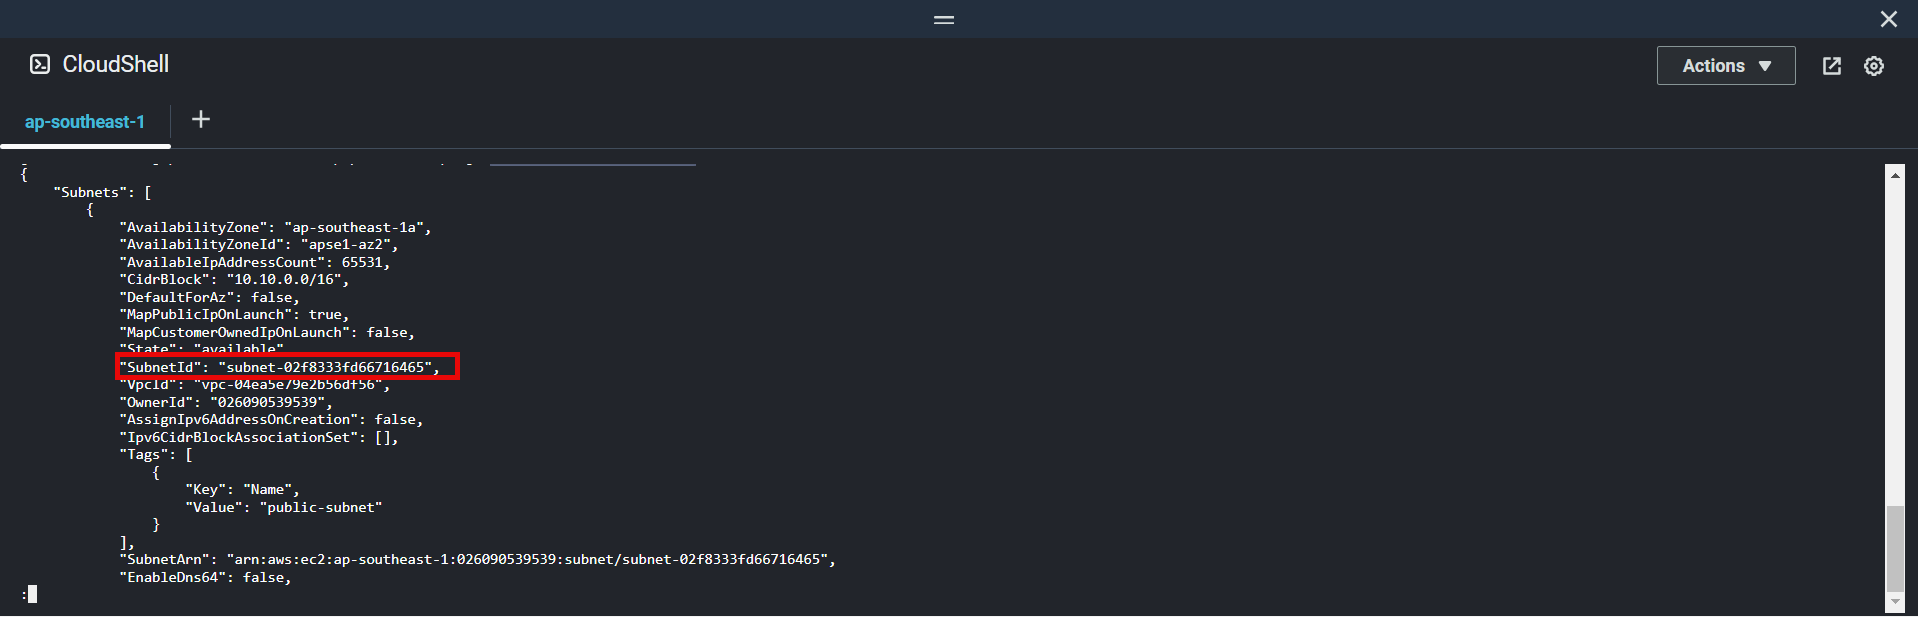 CloudShell
Actions
ap-southeast-1
{
"Subnets": [
{
"AvailabilityZone": "ap-southeast-1a",
"AvailabilityZoneId": "apse1-az2",
"AvailableIpAddressCount": 65531,
"CidrBlock": "10.10.0.0/16",
"DefaultForAz": false,
"MapPublicIpOnLaunch": true,
"MapCustomerOwnedIpOnLaunch": false,
"State": "available"
"SubnetId": "subnet-02f8333fd66716465",
"VpcId": "vpc-04ea5e79e2b56df56",
"OwnerId": "026090539539",
"AssignIpv6AddressOnCreation": false,
"Ipv6CidrBlockAssociationSet": [],
"Tags": [
{
"Key": "Name",
"Value": "public-subnet"
}
],
"SubnetArn": "arn:aws:ec2:ap-southeast-1:026090539539:subnet/subnet-02f8333fd66716465",
"EnableDns64": false,
: